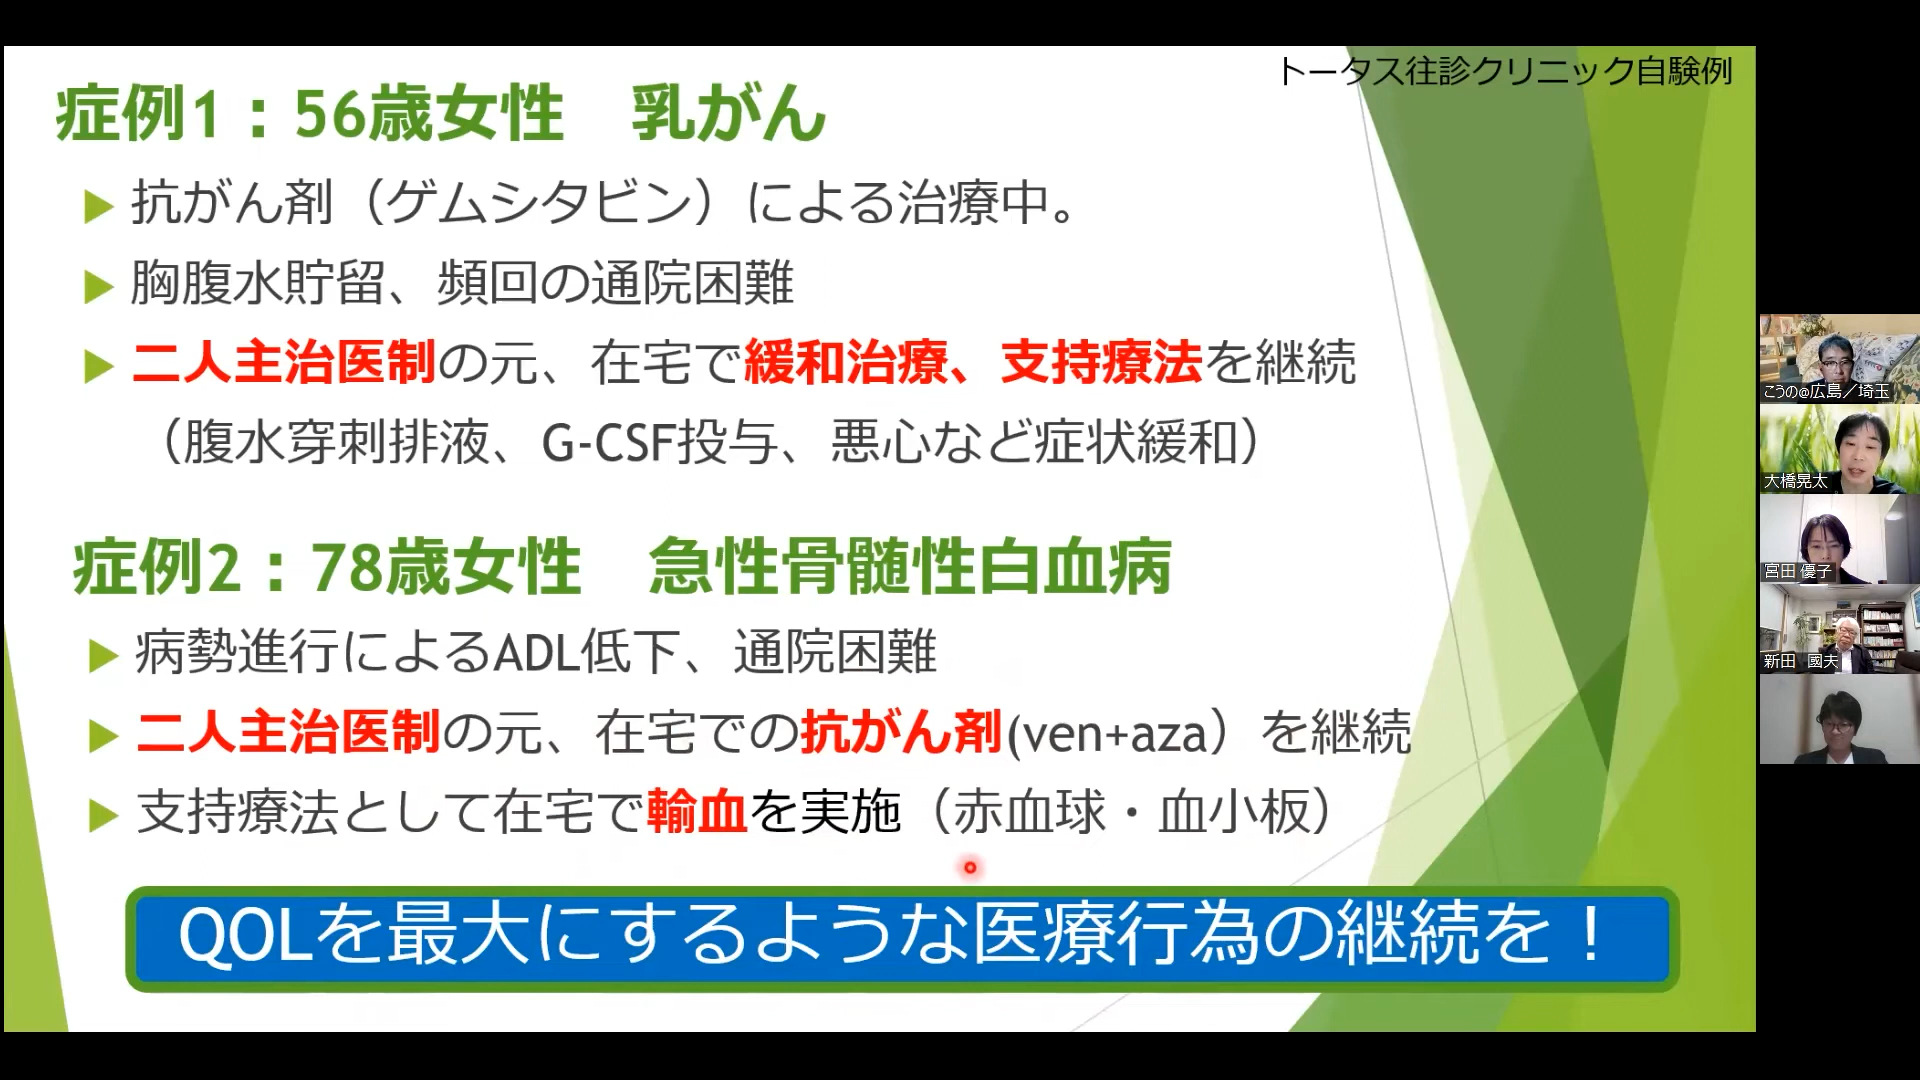 トータス往診クリニック自験例
症例1：56歳女性　乳がん
抗がん剤（ゲムシタビン）による治療中。
胸腹水貯留、頻回の通院困難
二人主治医制の元、在宅で緩和治療、支持療法を継続
（腹水穿刺排液、G-CSF投与、悪心など症状緩和）
症例2：78歳女性　急性骨髄性白血病
病勢進行によるADL低下、通院困難
二人主治医制の元、在宅での抗がん剤(ven+aza）を継続
支持療法として在宅で輸血を実施（赤血球・血小板）
QOLを最大にするような医療行為の継続を！
こうの@広島／埼玉
大橋晃太
宮田 優子
新田　國夫